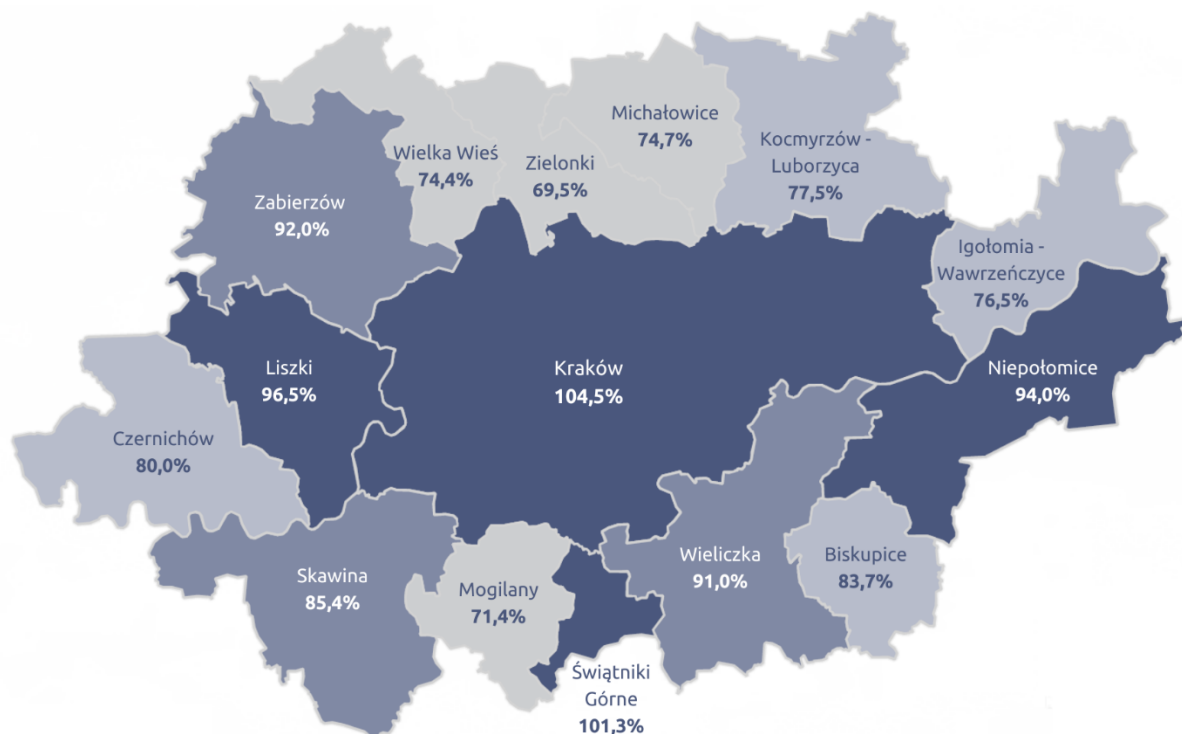 Michałowice
74,7%
Kocmyrzów -
Luborzyca
77,5%
Wielka Wieś
74,4%
Zielonki
69,5%
Zabierzów
92,0%
Igołomia -
Wawrzeńczyce
76,5%
Liszki
96,5%
Kraków
104,5%
Niepołomice
94,0%
Czernichów
80,0%
Skawina
85,4%
Mogilany
71,4%
Wieliczka
91,0%
Biskupice
83,7%
Świątniki
Górne
101,3%